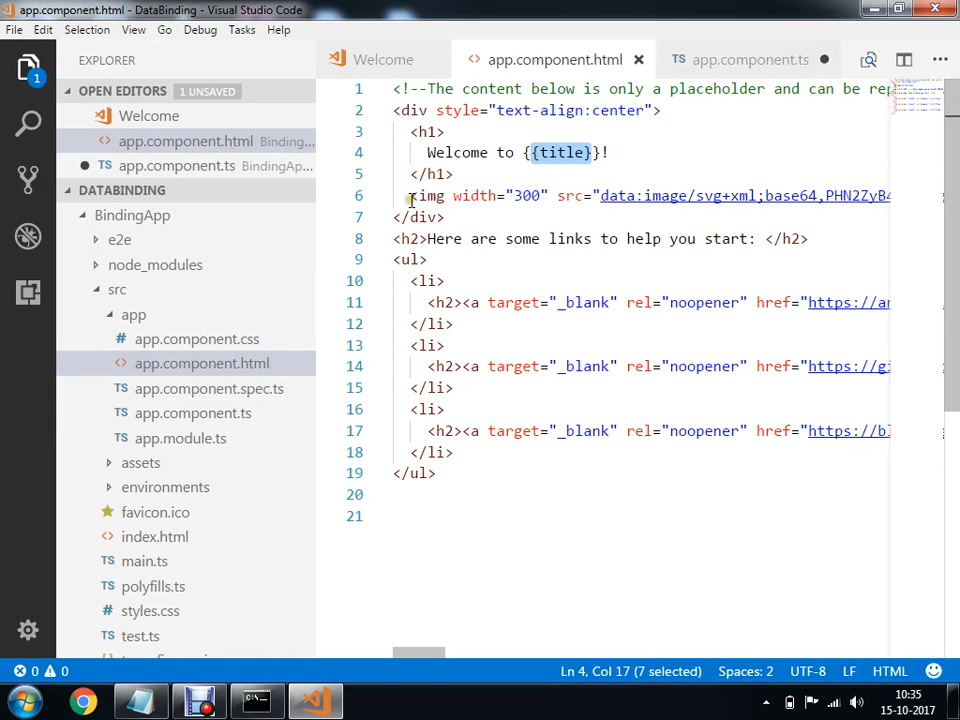 app.component.html - DataBinding - Visual Studio Code
File Edit Selection View Go Debug Tasks Help
EXPLORER
OPEN EDITORS 1 UNSAVED
Welcome
app.component.html Binding...
app.component.ts BindingAp...
DATABINDING
BindingApp
e2e
node_modules
src
app
app.component.css
app.component.html
app.component.spec.ts
app.component.ts
app.module.ts
assets
environments
favicon.ico
index.html
main.ts
polyfills.ts
styles.css
test.ts
Welcome app.component.html app.component.ts
1 <!--The content below is only a placeholder and can be rep
2 <div style="text-align:center">
3 <h1>
4 Welcome to {{title}}!
5 </h1>
6 <img width="300" src="data:image/svg+xml;base64,PHN2ZyB4
7 </div>
8 <h2>Here are some links to help you start: </h2>
9 <ul>
10 <li>
11 <h2><a target="_blank" rel="noopener" href="https://an
12 </li>
13 <li>
14 <h2><a target="_blank" rel="noopener" href="https://gi
15 </li>
16 <li>
17 <h2><a target="_blank" rel="noopener" href="https://bl
18 </li>
19 </ul>
20
21
0 0 Ln 4, Col 17 (7 selected) Spaces: 2 UTF-8 LF HTML
10:35
15-10-2017